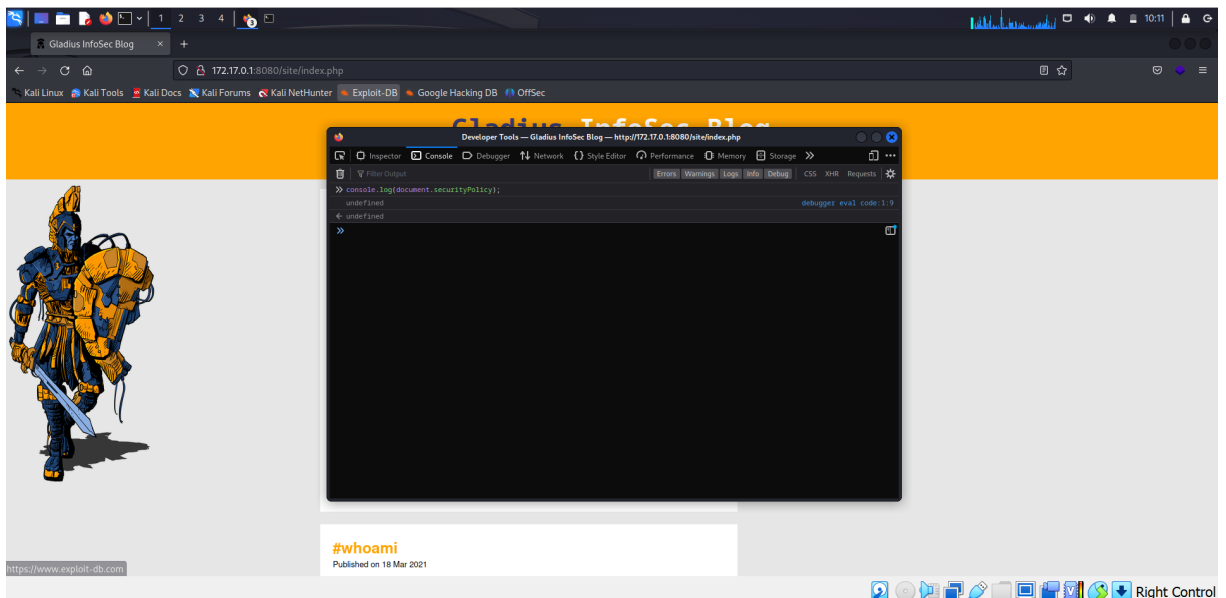 1 2 3 4 3 10:11
Gladius InfoSec Blog × +
172.17.0.1:8080/site/index.php
Kali Linux Kali Tools Kali Docs Kali Forums Kali NetHunter Exploit-DB Google Hacking DB OffSec
Gladius InfoSec Blog
Developer Tools — Gladius InfoSec Blog — http://172.17.0.1:8080/site/index.php
Inspector Console Debugger Network {} Style Editor Performance Memory Storage
Filter Output Errors Warnings Logs Info Debug CSS XHR Requests
console.log(document.securityPolicy);
undefined debugger eval code:1:9
undefined
#whoami
Published on 18 Mar 2021
https://www.exploit-db.com
Right Control